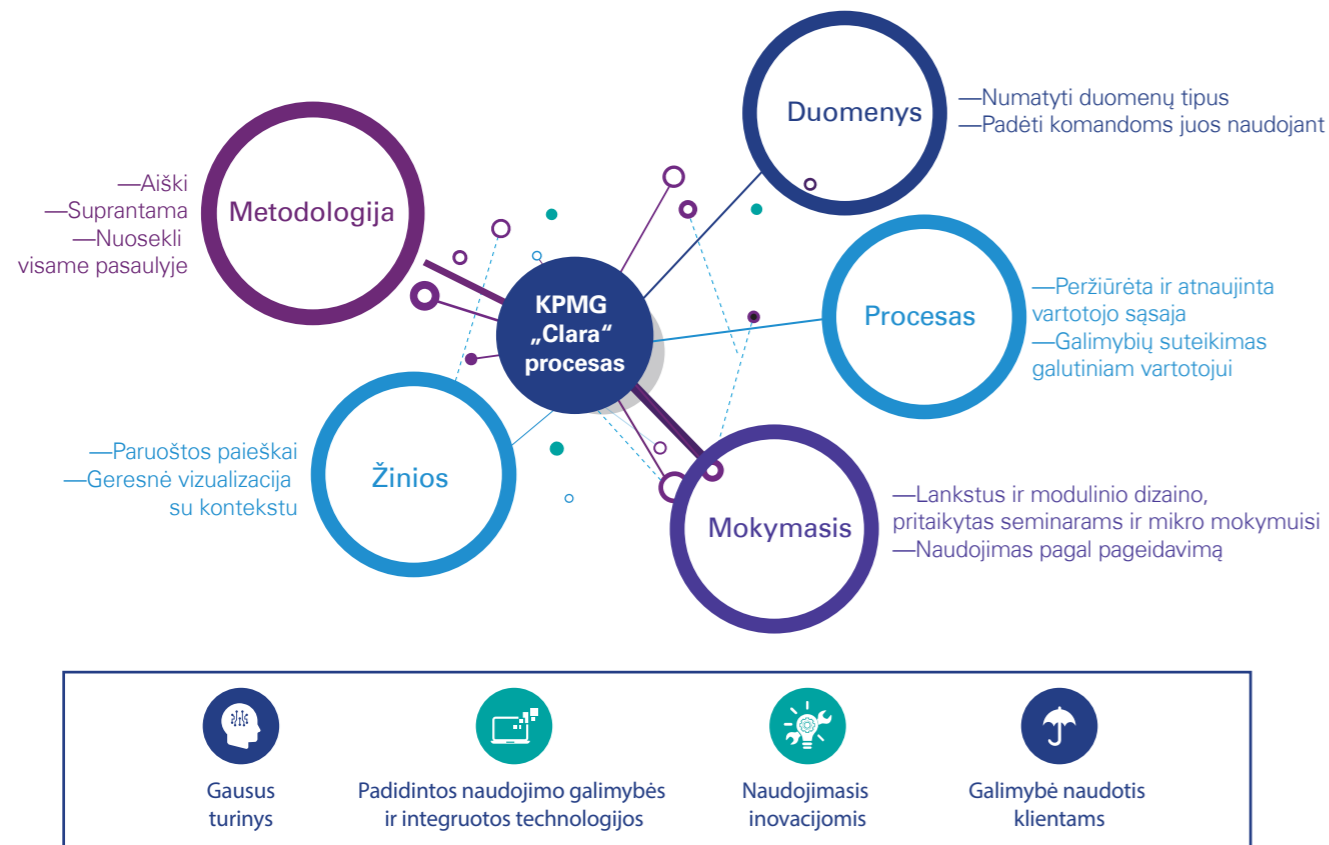 Metodologija
—Aiški
—Suprantama
—Nuosekli
visame pasaulyje
Duomenys
—Numatyti duomenų tipus
—Padėti komandoms juos naudojant
KPMG
„Clara“
procesas
Procesas
—Peržiūrėta ir atnaujinta
vartotojo sąsaja
—Galimybių suteikimas
galutiniam vartotojui
Žinios
—Paruoštos paieškai
—Geresnė vizualizacija
su kontekstu
Mokymasis
—Lankstus ir modulinio dizaino,
pritaikytas seminarams ir mikro mokymuisi
—Naudojimas pagal pageidavimą
Gausus
turinys
Padidintos naudojimo galimybės
ir integruotos technologijos
Naudojimasis
inovacijomis
Galimybė naudotis
klientams